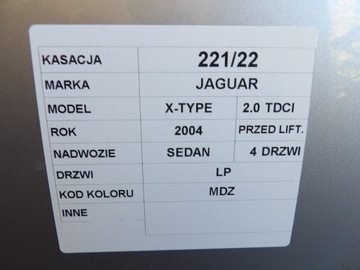 KASACJA 221/22
MARKA JAGUAR
MODEL X-TYPE 2.0 TDCI
ROK 2004 PRZED LIFT.
NADWOZIE SEDAN 4 DRZWI
DRZWI LP
KOD KOLORU MDZ
INNE